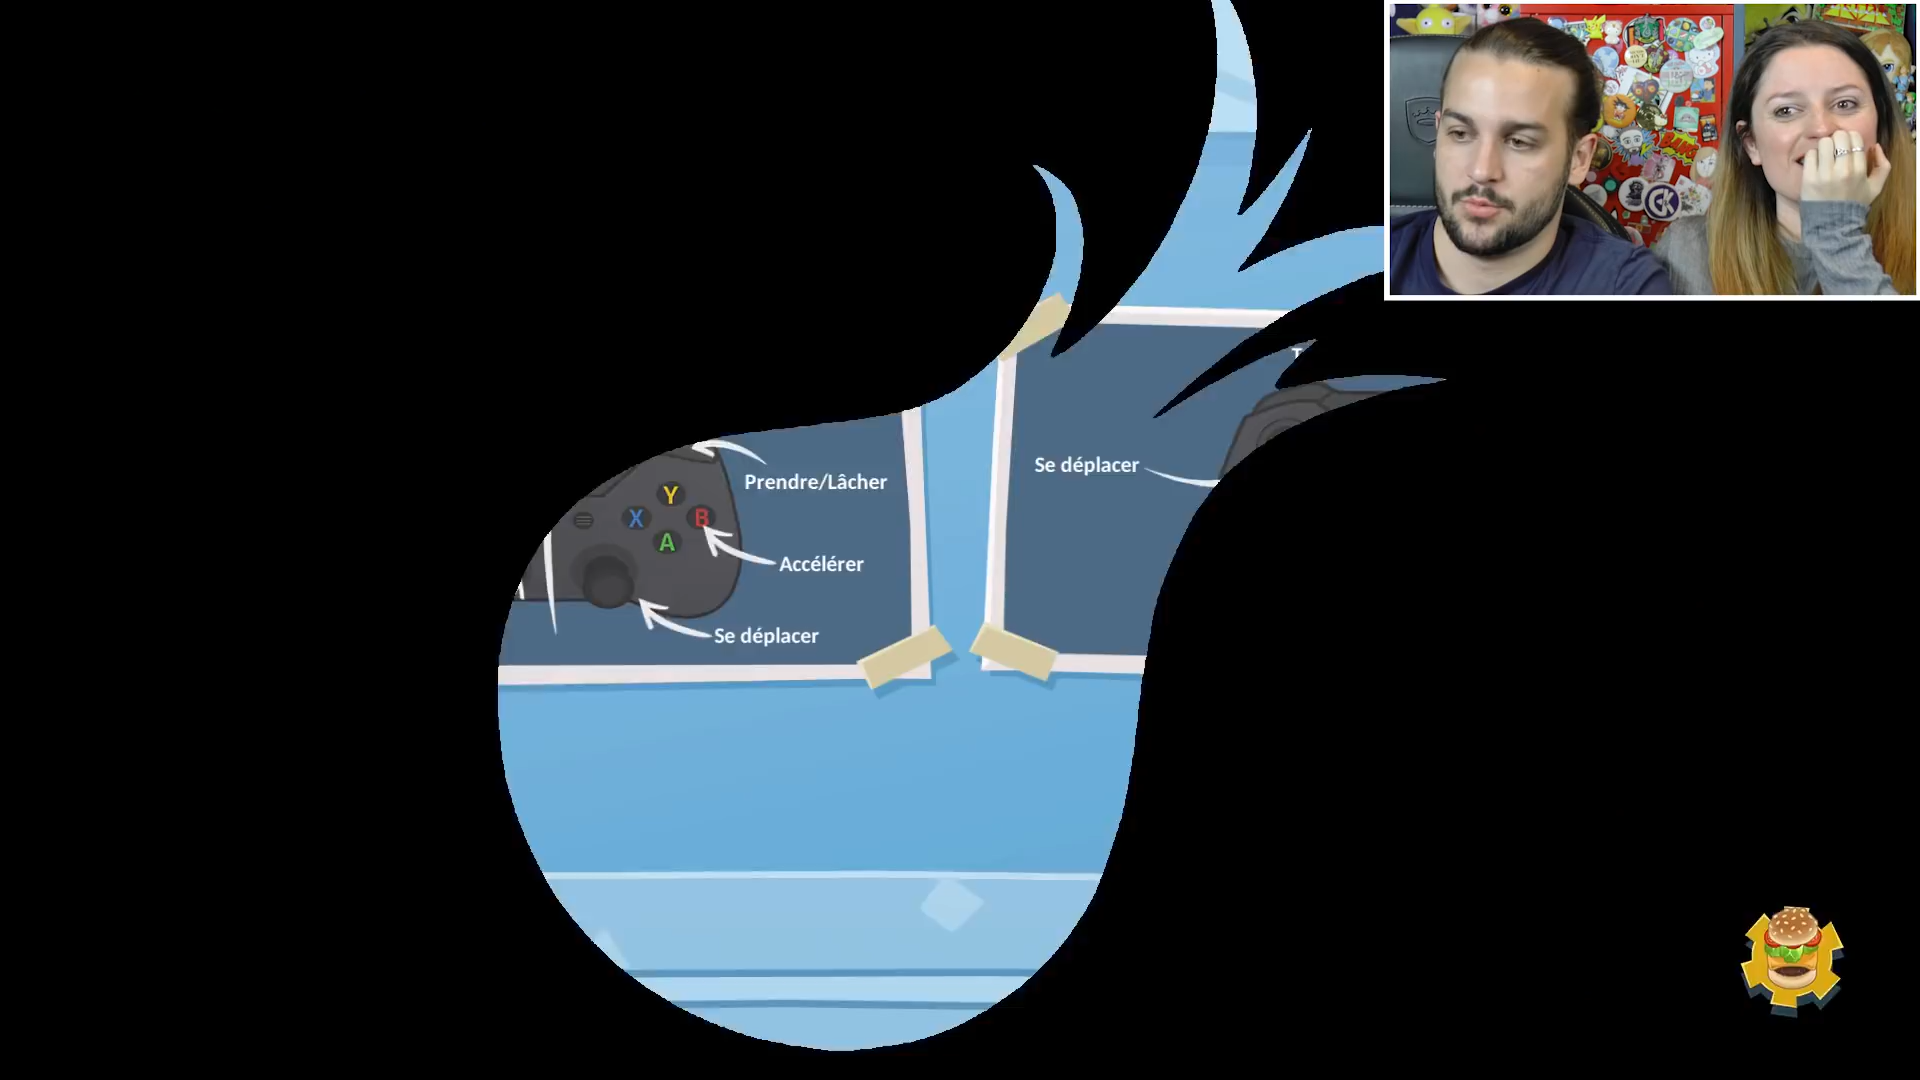 T
Se déplacer
Prendre/Lâcher
Y
X
B
A
Accélérer
Se déplacer